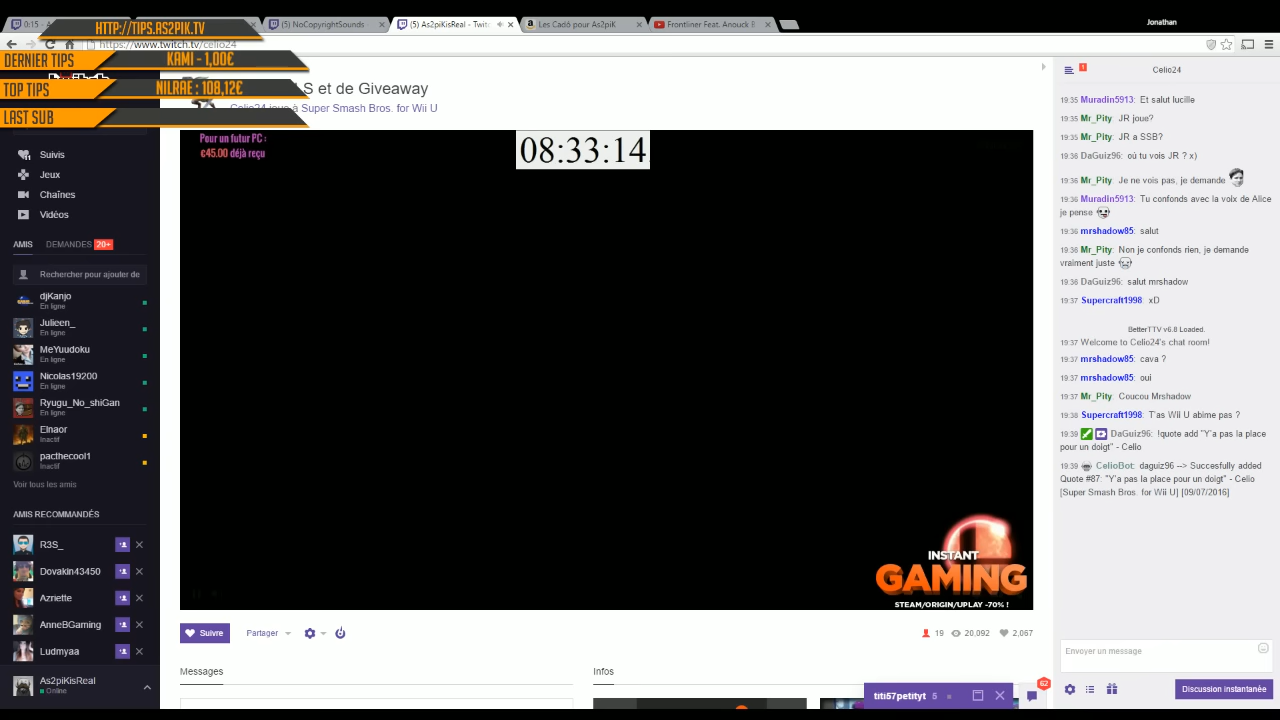 (5) NoCopyrightSounds
(5) As2piKisReal - Twitc
Les Cadö pour As2piK
Frontliner Feat. Anouck B
Jonathan
HTTP://TIPS.AS2PIK.TV
https://www.twitch.tv/celio24
DERNIER TIPS
KAMI - 1,00€
TOP TIPS
NILRAE : 108,12€
LAST SUB
S et de Giveaway
Celio24 joue à Super Smash Bros. for Wii U
Suivis
Jeux
Chaînes
Vidéos
AMIS
DEMANDES 20+
Rechercher pour ajouter de
djKanjo
En ligne
Julieen_
En ligne
MeYuudoku
En ligne
Nicolas19200
En ligne
Ryugu_No_shiGan
En ligne
Elnaor
Inactif
pacthecool1
Inactif
Voir tous les amis
AMIS RECOMMANDÉS
R3S_
Dovakin43450
Azriette
AnneBGaming
Ludmyaa
As2piKisReal
Online
Pour un futur PC :
€45.00 déjà reçu
08:33:14
INSTANT
GAMING
STEAM/ORIGIN/UPLAY -70% !
Suivre
Partager
19
20,092
2,067
Messages
Infos
titi57petityt 5
62
1
Celio24
19:35 Muradin5913: Et salut lucille
19:35 Mr_Pity: JR joue?
19:35 Mr_Pity: JR a SSB?
19:36 DaGuiz96: où tu vois JR ? x)
19:36 Mr_Pity: Je ne vois pas, je demande
19:36 Muradin5913: Tu confonds avec la voix de Alice
je pense
19:36 mrshadow85: salut
19:36 Mr_Pity: Non je confonds rien, je demande
vraiment juste
19:36 DaGuiz96: salut mrshadow
19:37 Supercraft1998: xD
BetterTTV v6.8 Loaded.
19:37 Welcome to Celio24's chat room!
19:37 mrshadow85: cava ?
19:37 mrshadow85: oui
19:37 Mr_Pity: Coucou Mrshadow
19:38 Supercraft1998: T'as Wii U abime pas ?
19:39 DaGuiz96: !quote add "Y'a pas la place
pour un doigt" - Celio
19:39 CelioBot: daguiz96 --> Succesfully added
Quote #87: "Y'a pas la place pour un doigt" - Celio
[Super Smash Bros. for Wii U] [09/07/2016]
Envoyer un message
Discussion instantanée